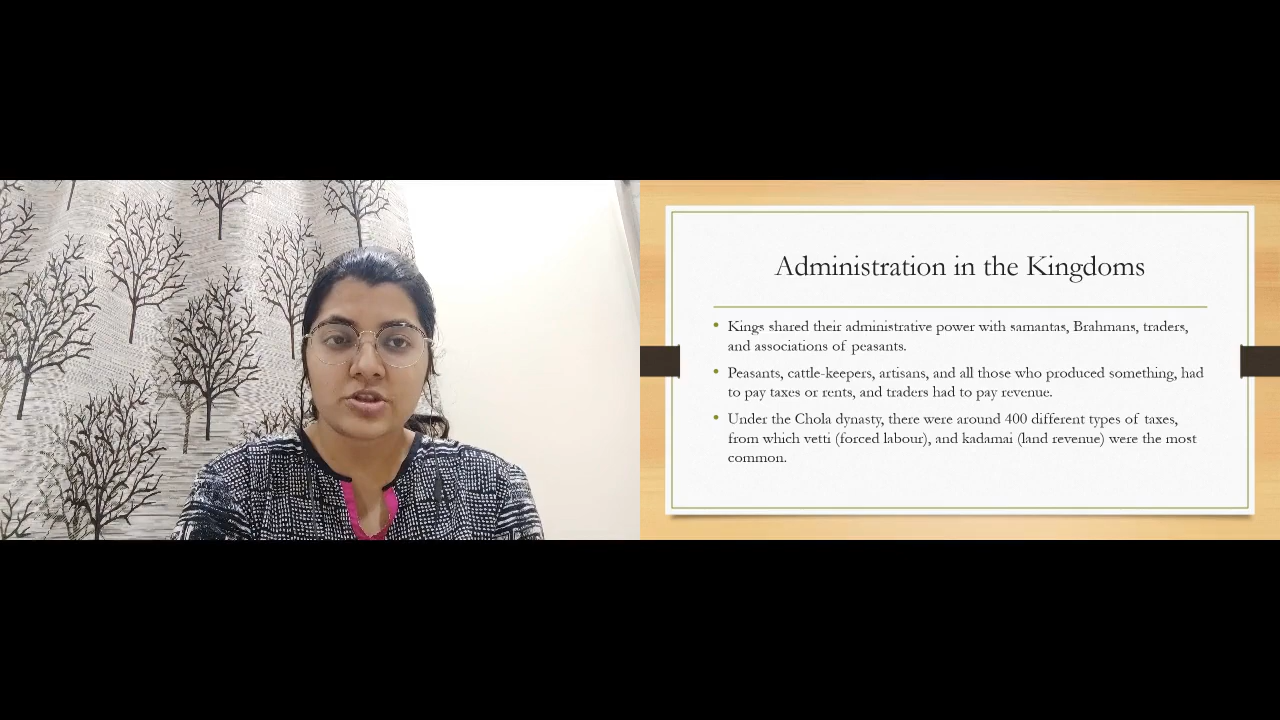 Administration in the Kingdoms
• Kings shared their administrative power with samantas, Brahmans, traders,
and associations of peasants.
• Peasants, cattle-keepers, artisans, and all those who produced something, had
to pay taxes or rents, and traders had to pay revenue.
• Under the Chola dynasty, there were around 400 different types of taxes,
from which vetti (forced labour), and kadamai (land revenue) were the most
common.